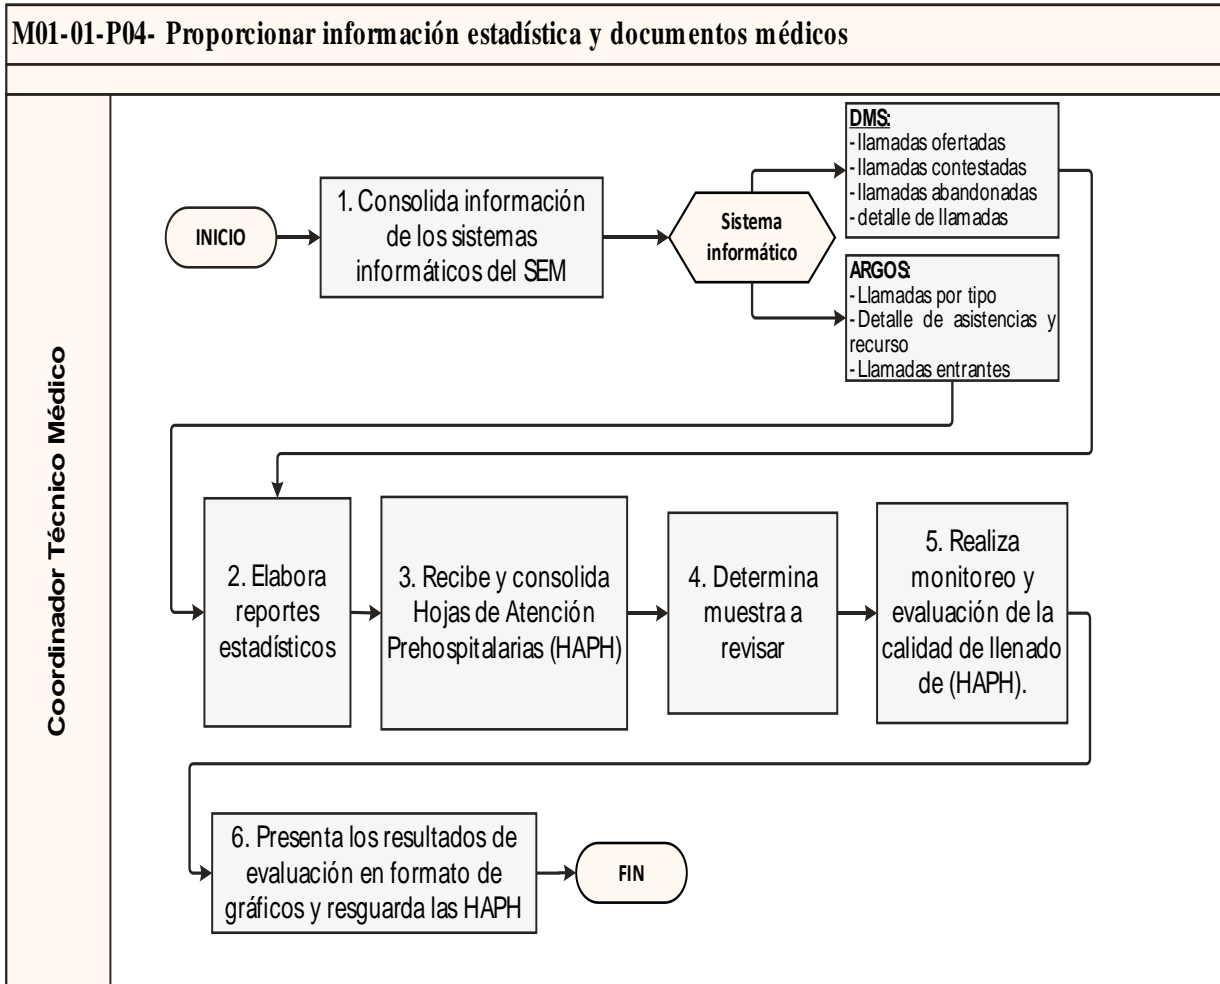 M01-01-P04- Proporcionar información estadística y documentos médicos
Coordinador Técnico Médico
INICIO
1. Consolida información
de los sistemas
informáticos del SEM
Sistema
informático
DMS:
- llamadas ofertadas
- llamadas contestadas
- llamadas abandonadas
- detalle de llamadas
ARGOS:
- Llamadas por tipo
- Detalle de asistencias y
recurso
- Llamadas entrantes
2. Elabora
reportes
estadísticos
3. Recibe y consolida
Hojas de Atención
Prehospitalarias (HAPH)
4. Determina
muestra a
revisar
5. Realiza
monitoreo y
evaluación de la
calidad de llenado
de (HAPH).
6. Presenta los resultados de
evaluación en formato de
gráficos y resguarda las HAPH
FIN